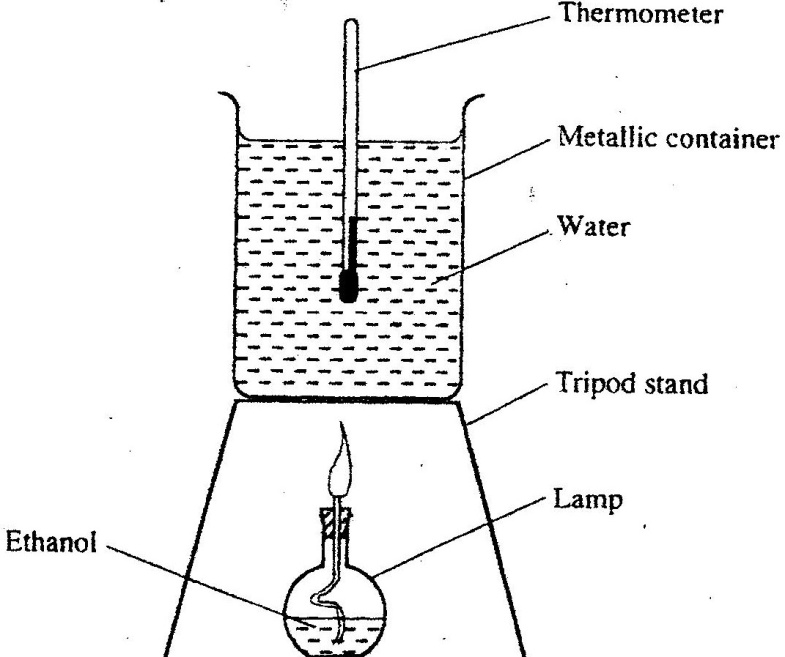 Thermometer
Metallic container
Water
Tripod stand
Lamp
Ethanol